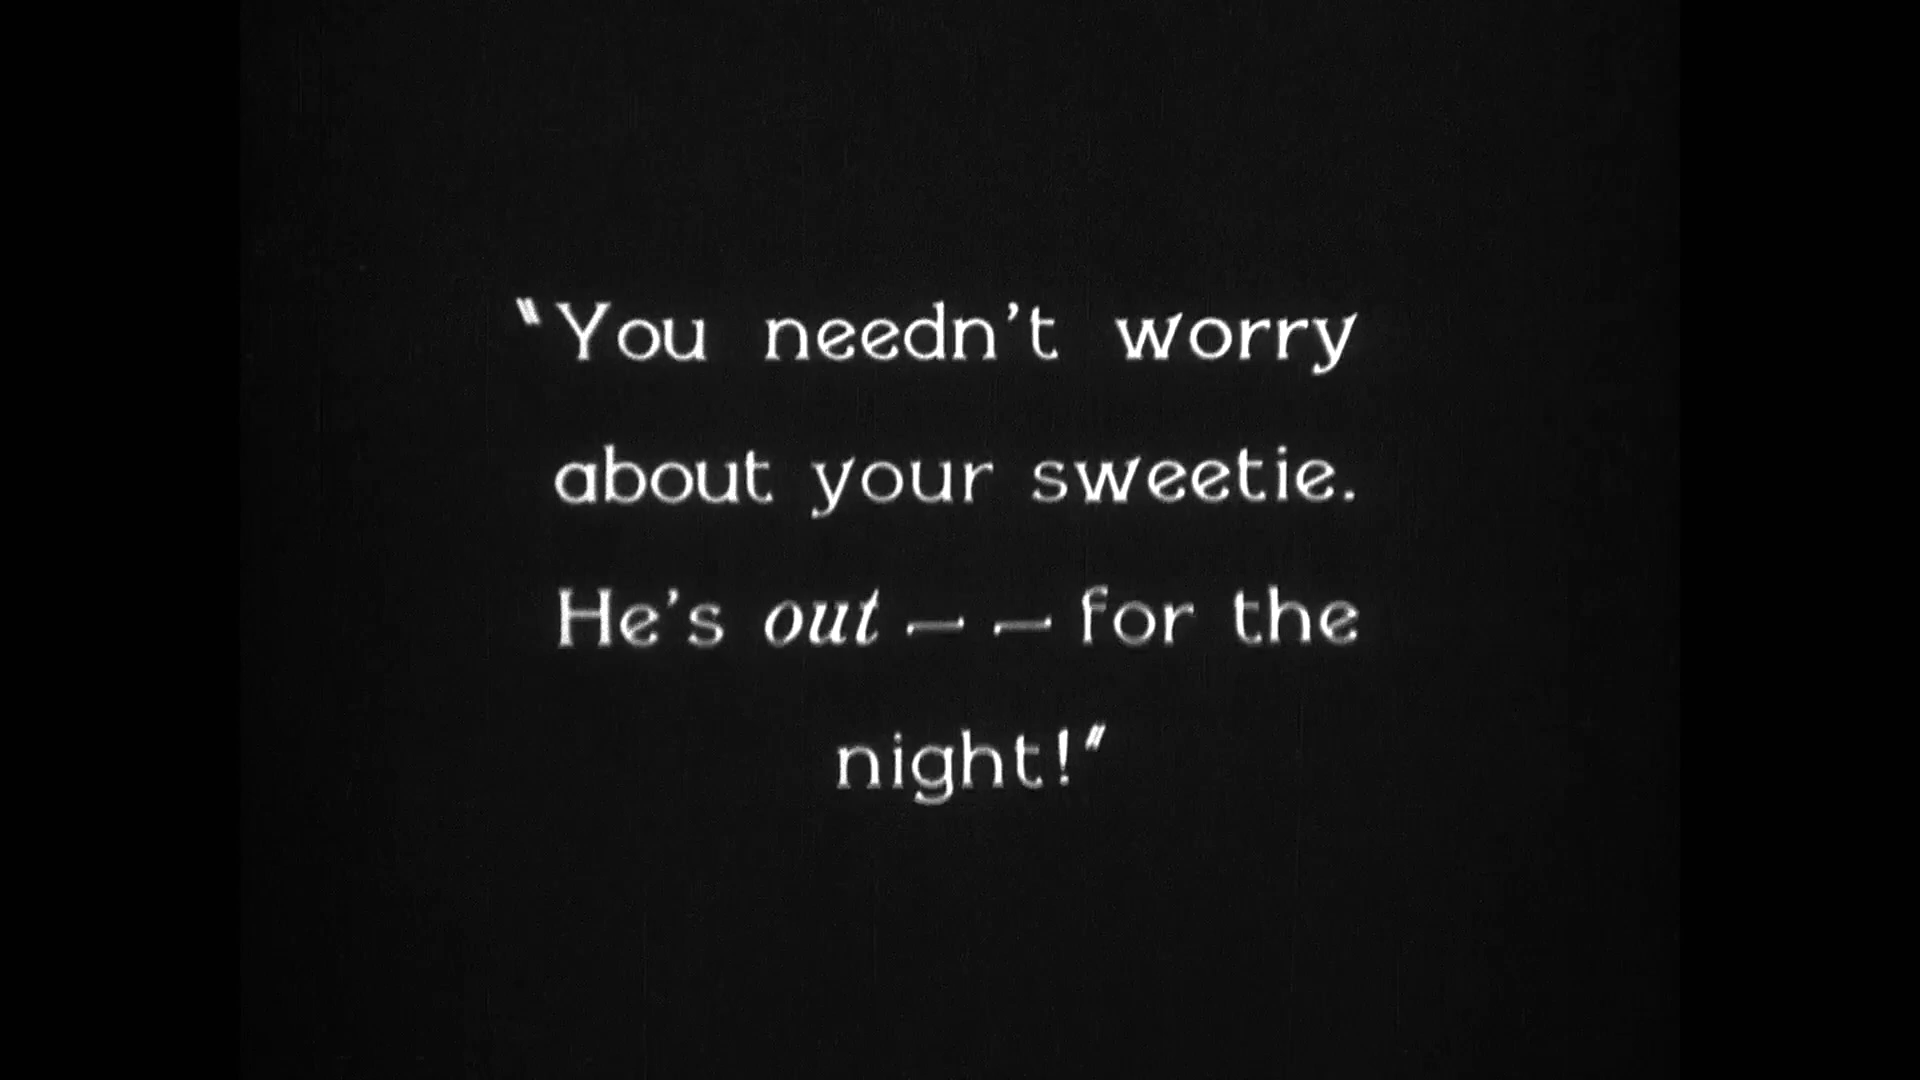 "You needn't worry
about your sweetie.
He's out — — for the
night!"